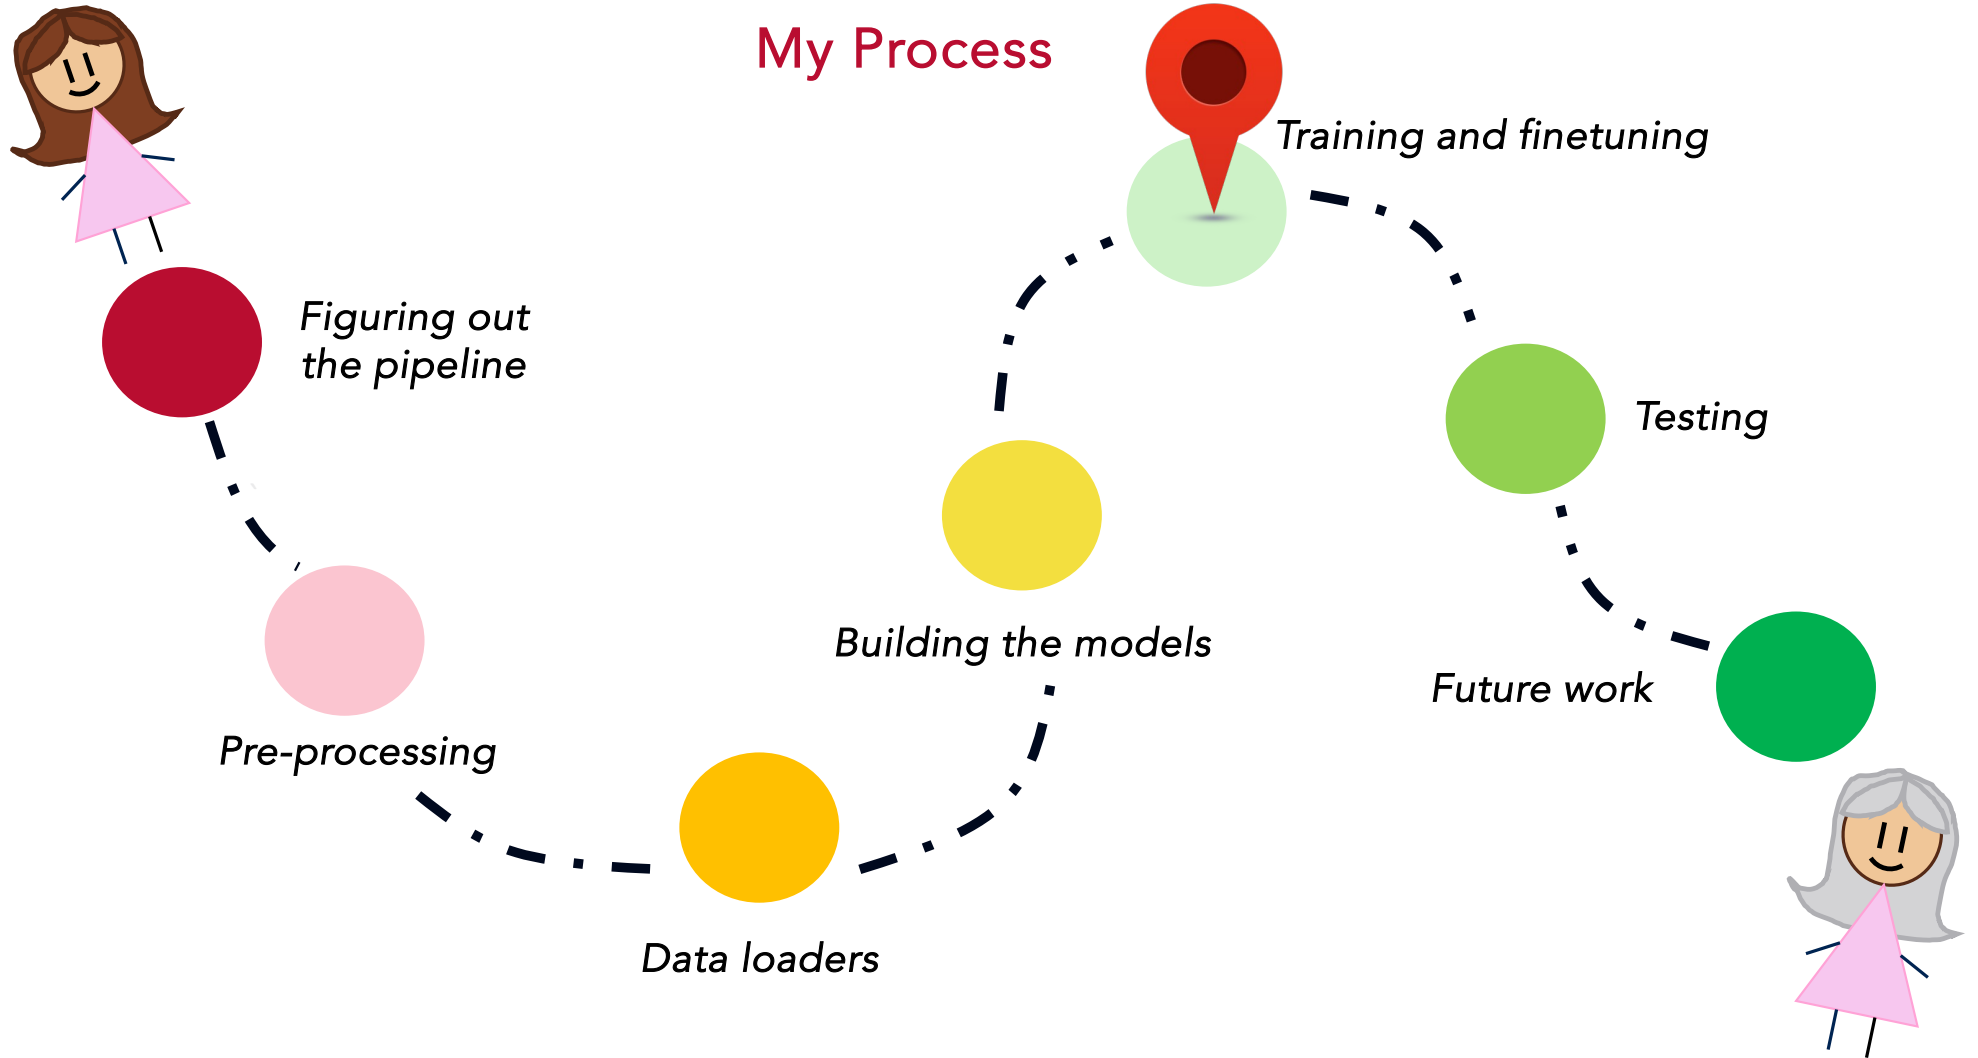 My Process
Training and finetuning
Figuring out
the pipeline
Testing
Building the models
Future work
Pre-processing
Data loaders